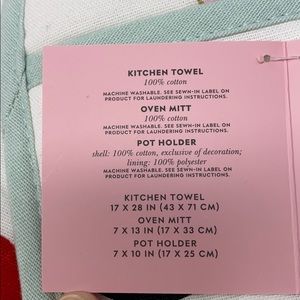 KITCHEN TOWEL
100% cotton
MACHINE WASHABLE. SEE SEWN-IN LABEL ON
PRODUCT FOR LAUNDERING INSTRUCTIONS.
OVEN MITT
100% cotton
MACHINE WASHABLE. SEE SEWN-IN LABEL ON
PRODUCT FOR LAUNDERING INSTRUCTIONS.
POT HOLDER
shell: 100% cotton, exclusive of decoration;
lining: 100% polyester
MACHINE WASHABLE. SEE SEWN-IN LABEL ON
PRODUCT FOR LAUNDERING INSTRUCTIONS.
KITCHEN TOWEL
17 X 28 IN (43 X 71 CM)
OVEN MITT
7 X 13 IN (17 X 33 CM)
POT HOLDER
7 X 10 IN (17 X 25 CM)